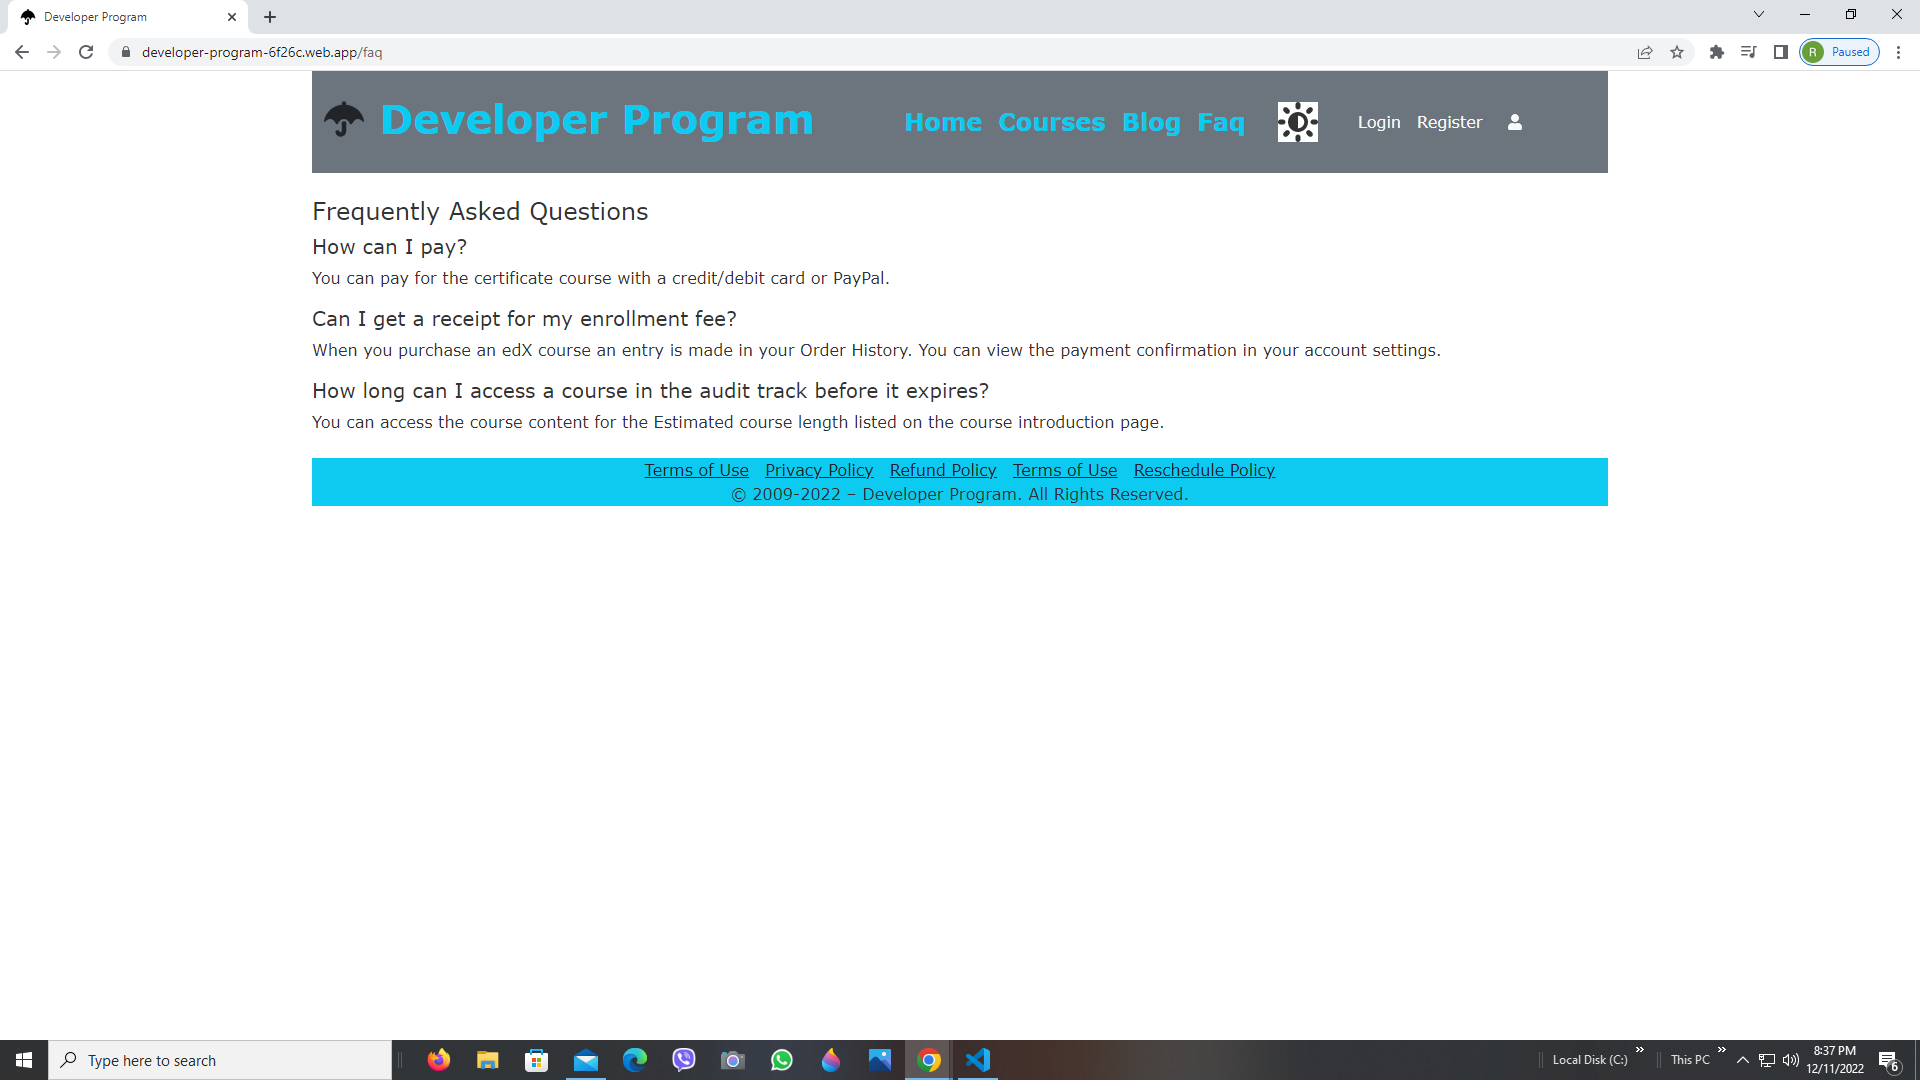 Developer Program
developer-program-6f26c.web.app/faq
R Paused
Developer Program Home Courses Blog Faq Login Register
Frequently Asked Questions
How can I pay?
You can pay for the certificate course with a credit/debit card or PayPal.
Can I get a receipt for my enrollment fee?
When you purchase an edX course an entry is made in your Order History. You can view the payment confirmation in your account settings.
How long can I access a course in the audit track before it expires?
You can access the course content for the Estimated course length listed on the course introduction page.
Terms of Use Privacy Policy Refund Policy Terms of Use Reschedule Policy
© 2009-2022 – Developer Program. All Rights Reserved.
Type here to search
Local Disk (C:) » This PC »
8:37 PM
12/11/2022
6